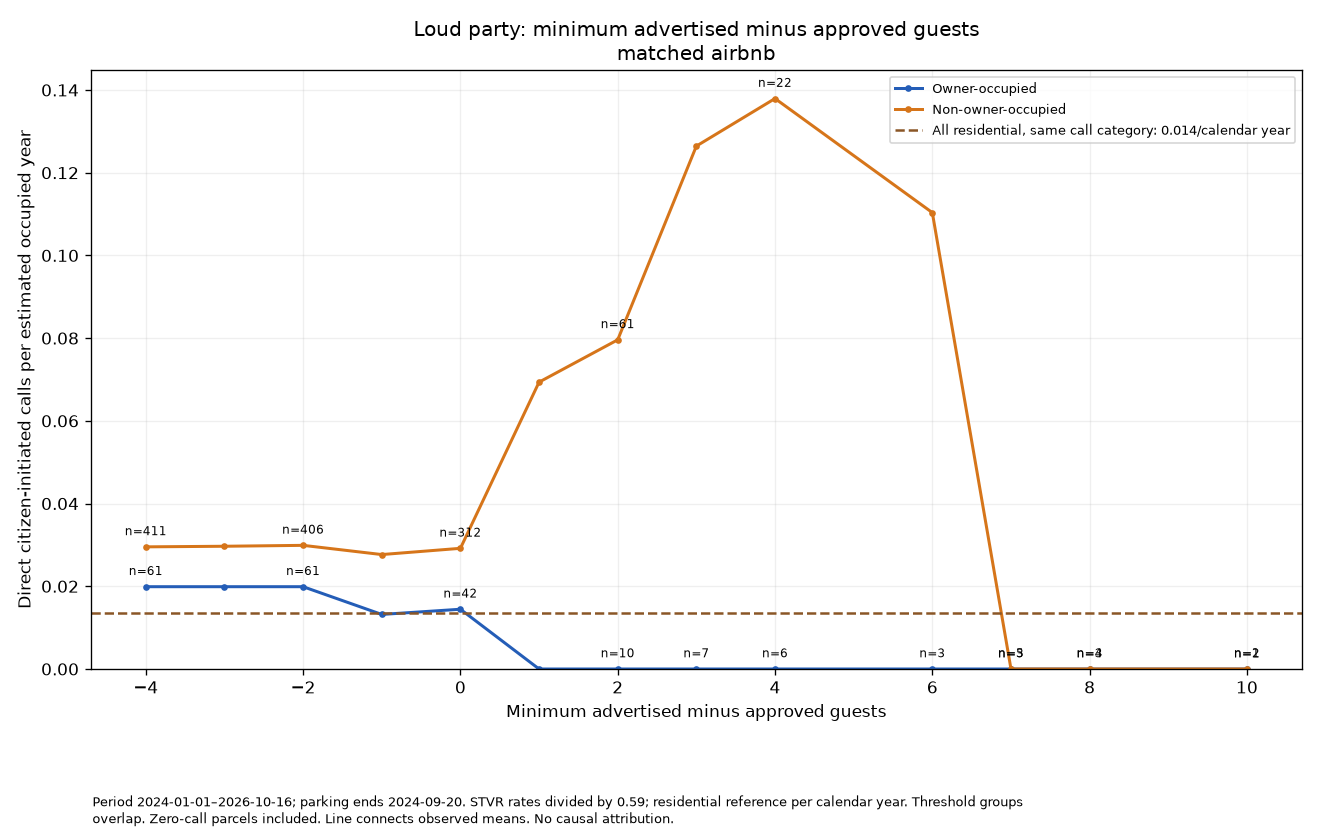 Loud party: minimum advertised minus approved guests
matched airbnb
Owner-occupied
Non-owner-occupied
All residential, same call category: 0.014/calendar year
Direct citizen-initiated calls per estimated occupied year
0.14
0.12
0.10
0.08
0.06
0.04
0.02
0.00
n=22
n=61
n=411
n=406
n=312
n=61
n=61
n=42
n=10
n=7
n=6
n=3
−4
−2
0
2
4
6
8
10
Minimum advertised minus approved guests
Period 2024-01-01–2026-10-16; parking ends 2024-09-20. STVR rates divided by 0.59; residential reference per calendar year. Threshold groups
overlap. Zero-call parcels included. Line connects observed means. No causal attribution.